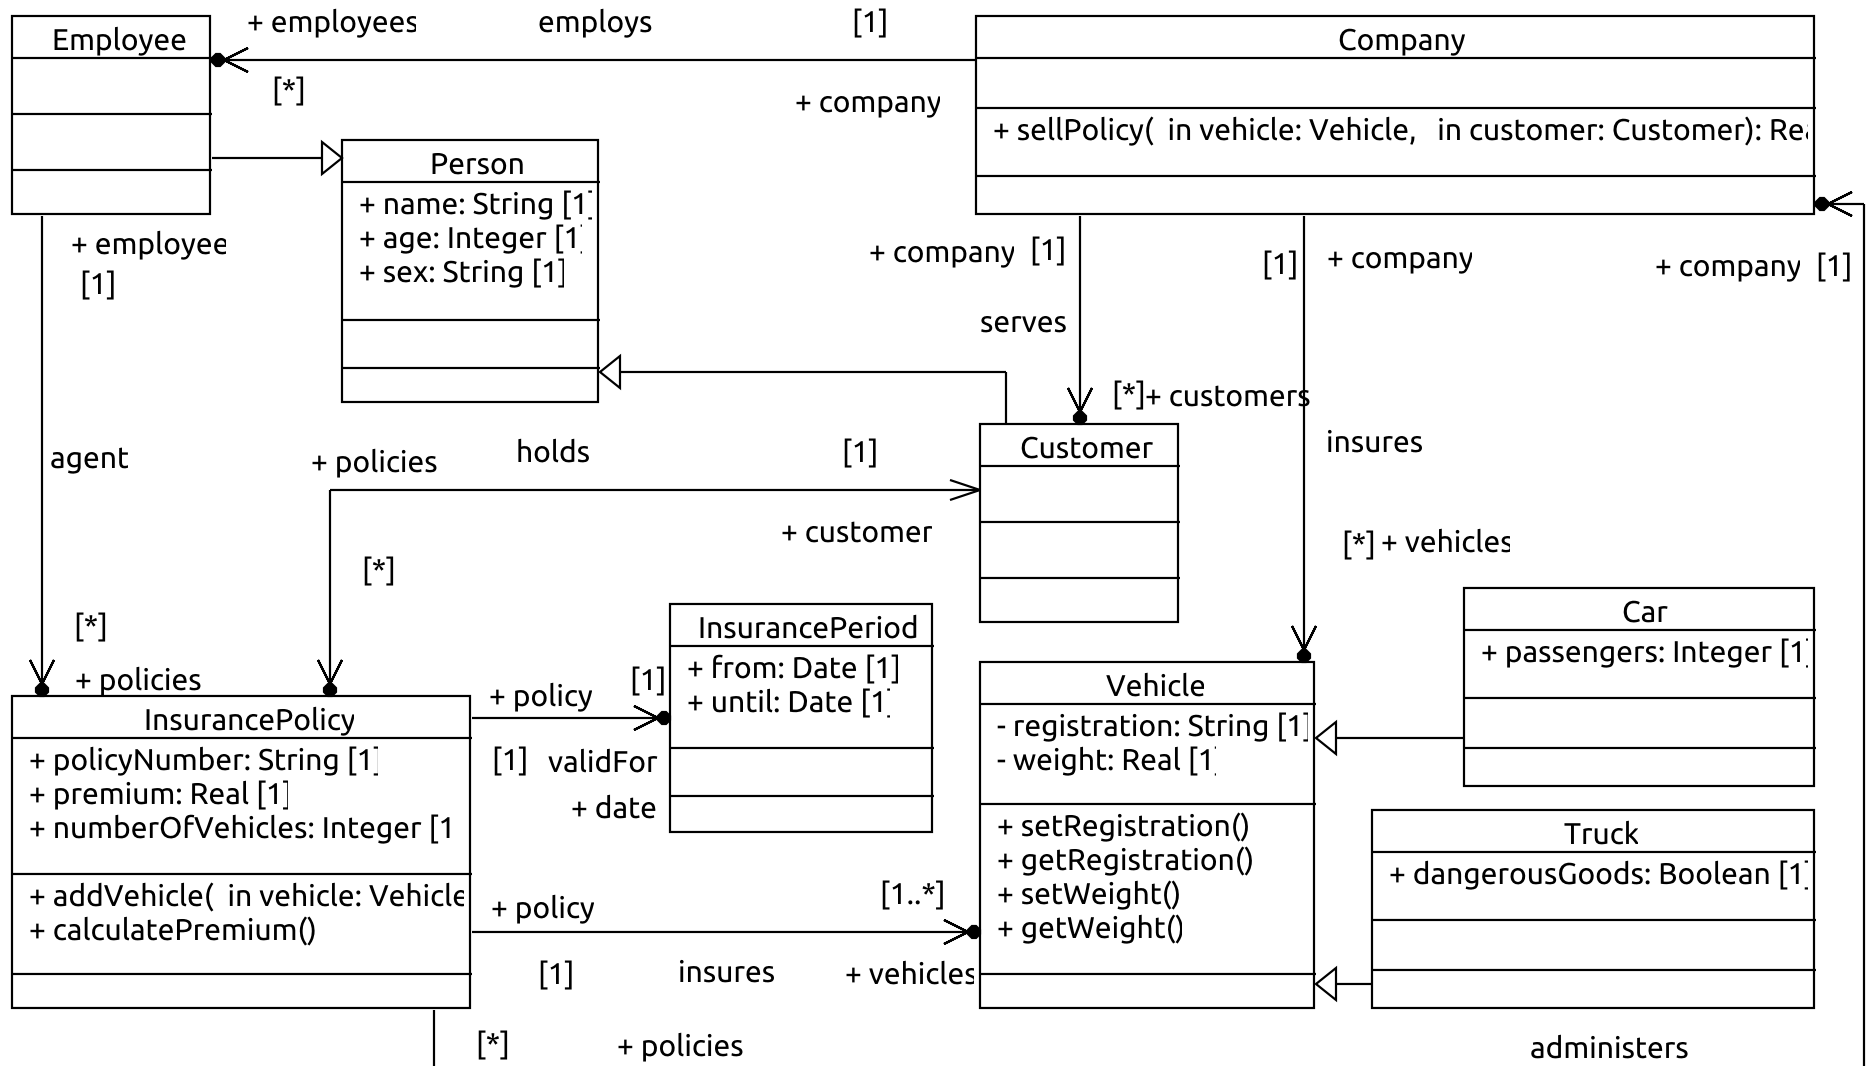 + employees employs [1]
Employee
Company
[*]
+ company
+ sellPolicy( in vehicle: Vehicle, in customer: Customer): Re
Person
+ name: String [1]
+ age: Integer [1]
+ sex: String [1]
+ employee
[1]
+ company [1]
[1] + company
+ company [1]
serves
[*]+ customers
agent
+ policies holds [1]
Customer
insures
+ customer
[*]
[*] + vehicles
[*]
+ policies
InsurancePeriod
+ from: Date [1]
+ until: Date [1]
Car
+ passengers: Integer [1]
InsurancePolicy
+ policyNumber: String [1]
+ premium: Real [1]
+ numberOfVehicles: Integer [1
+ addVehicle( in vehicle: Vehicle
+ calculatePremium()
+ policy [1]
[1] validFor
+ date
Vehicle
- registration: String [1]
- weight: Real [1]
+ setRegistration()
+ getRegistration()
+ setWeight()
+ getWeight()
Truck
+ dangerousGoods: Boolean [1]
+ policy [1..*]
[1] insures + vehicles
[*] + policies administers